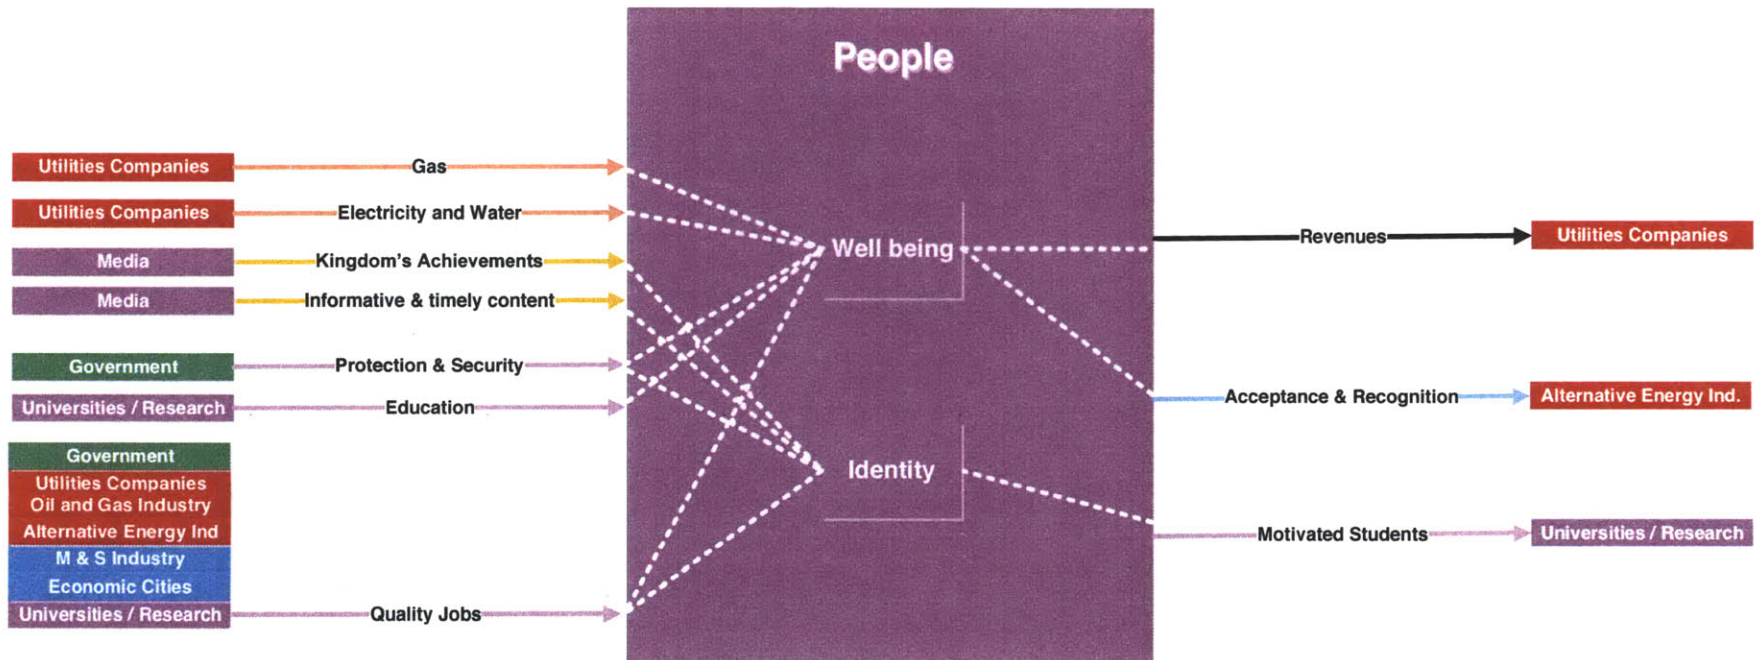 People
Utilities Companies
Gas
Utilities Companies
Electricity and Water
Media
Kingdom's Achievements
Media
Informative & timely content
Government
Protection & Security
Universities / Research
Education
Government
Utilities Companies
Oil and Gas Industry
Alternative Energy Ind
M & S Industry
Economic Cities
Universities / Research
Quality Jobs
Well being
Identity
Revenues
Utilities Companies
Acceptance & Recognition
Alternative Energy Ind.
Motivated Students
Universities / Research